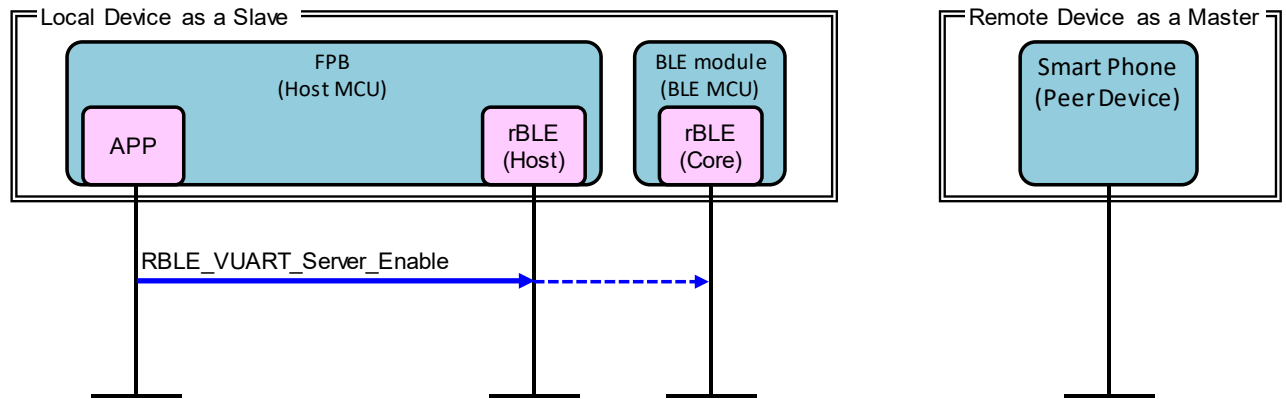 Local Device as a Slave
Remote Device as a Master
FPB
(Host MCU)
BLE module
(BLE MCU)
Smart Phone
(Peer Device)
APP
rBLE
(Host)
rBLE
(Core)
RBLE_VUART_Server_Enable